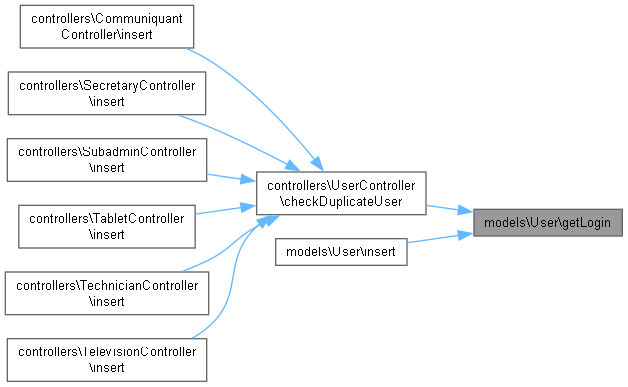 controllers\Communiquant
Controller\insert
controllers\SecretaryController
\insert
controllers\SubadminController
\insert
controllers\UserController
\checkDuplicateUser
controllers\TabletController
\insert
models\User\getLogin
models\User\insert
controllers\TechnicianController
\insert
controllers\TelevisionController
\insert